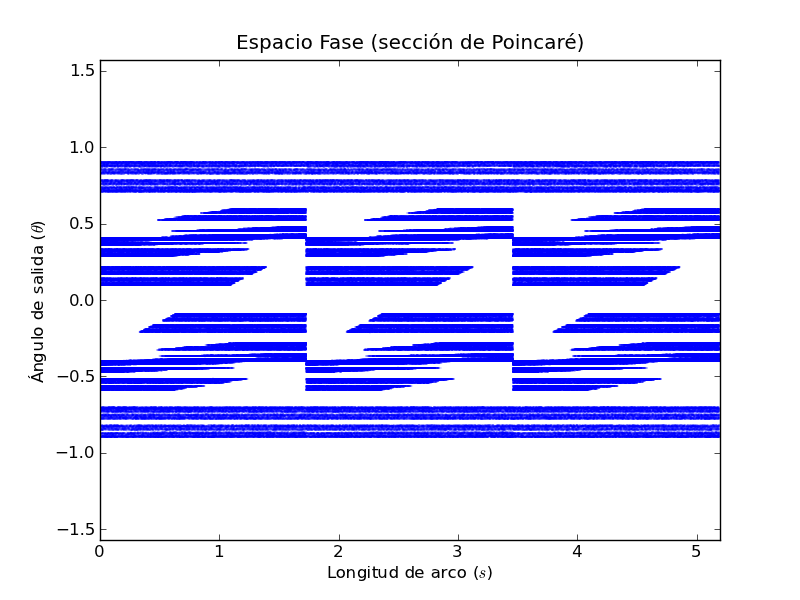 Espacio Fase (sección de Poincaré)
1.5
1.0
0.5
0.0
−0.5
−1.0
−1.5
Ángulo de salida (θ)
0 1 2 3 4 5
Longitud de arco (s)